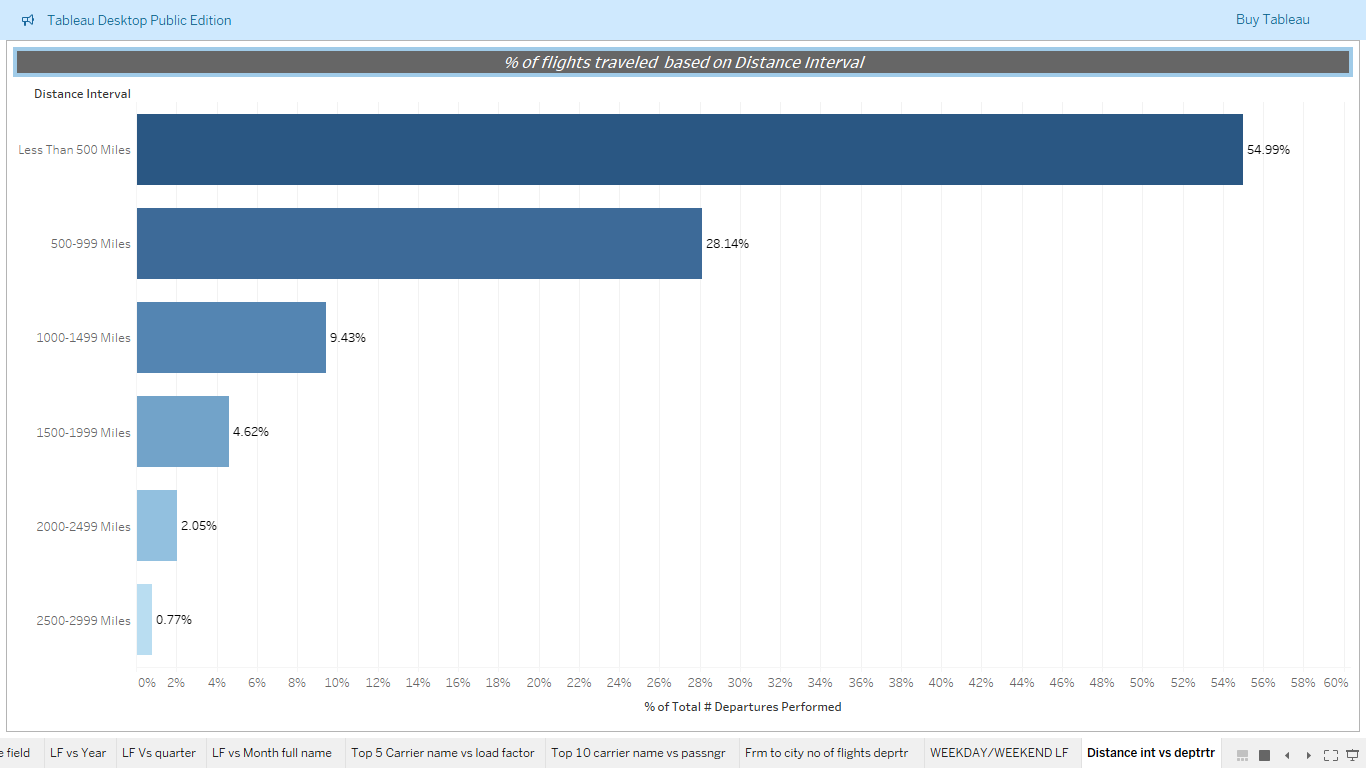 Tableau Desktop Public Edition
Buy Tableau
% of flights traveled  based on Distance Interval
Distance Interval
Less Than 500 Miles
54.99%
500-999 Miles
28.14%
1000-1499 Miles
9.43%
1500-1999 Miles
4.62%
2000-2499 Miles
2.05%
2500-2999 Miles
0.77%
0% 2% 4% 6% 8% 10% 12% 14% 16% 18% 20% 22% 24% 26% 28% 30% 32% 34% 36% 38% 40% 42% 44% 46% 48% 50% 52% 54% 56% 58% 60%
% of Total # Departures Performed
e field
LF vs Year
LF Vs quarter
LF vs Month full name
Top 5 Carrier name vs load factor
Top 10 carrier name vs passngr
Frm to city no of flights deprtr
WEEKDAY/WEEKEND LF
Distance int vs deptrtr